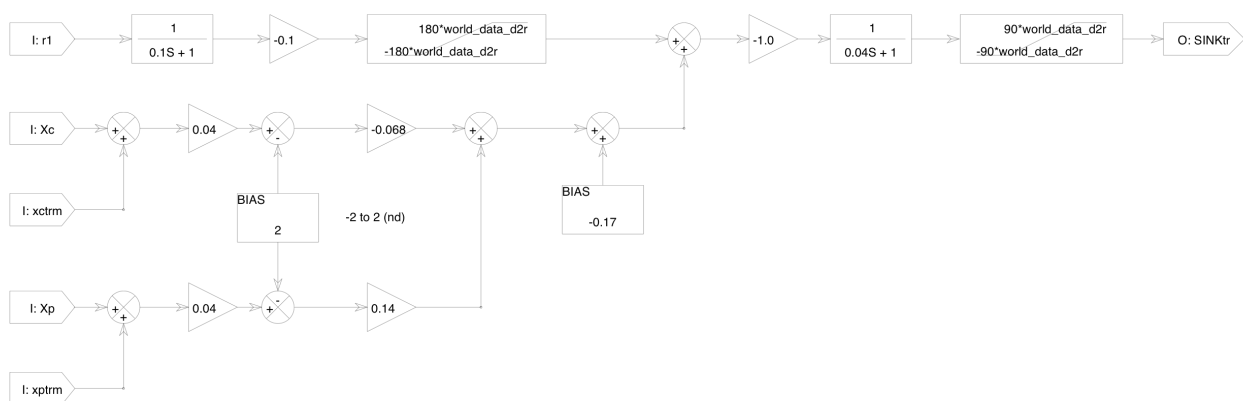 I: r1
1
0.1S + 1
-0.1
180*world_data_d2r
-180*world_data_d2r
+
+
-1.0
1
0.04S + 1
90*world_data_d2r
-90*world_data_d2r
O: SINKtr
I: Xc
+
+
0.04
+
-
-0.068
+
+
+
+
I: xctrm
BIAS
2
-2 to 2 (nd)
BIAS
-0.17
I: Xp
+
+
0.04
-
+
0.14
I: xptrm